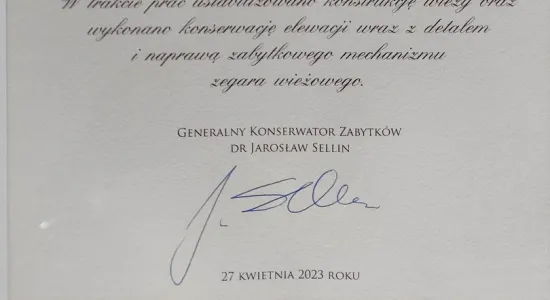 W trakcie prac ustabilizowano konstrukcję wieży oraz
wykonano konserwację elewacji wraz z detalem
i naprawą zabytkowego mechanizmu
zegara wieżowego.
GENERALNY KONSERWATOR ZABYTKÓW
DR JAROSŁAW SELLIN
J. Sellin
27 KWIETNIA 2023 ROKU